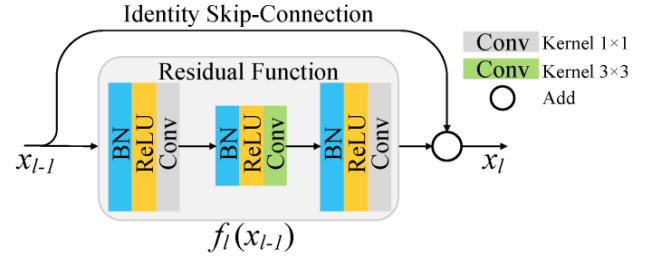 Identity Skip-Connection
Conv Kernel 1×1
Conv Kernel 3×3
Add
Residual Function
BN
ReLU
Conv
BN
ReLU
Conv
BN
ReLU
Conv
x_{l-1}
x_l
f_l(x_{l-1})